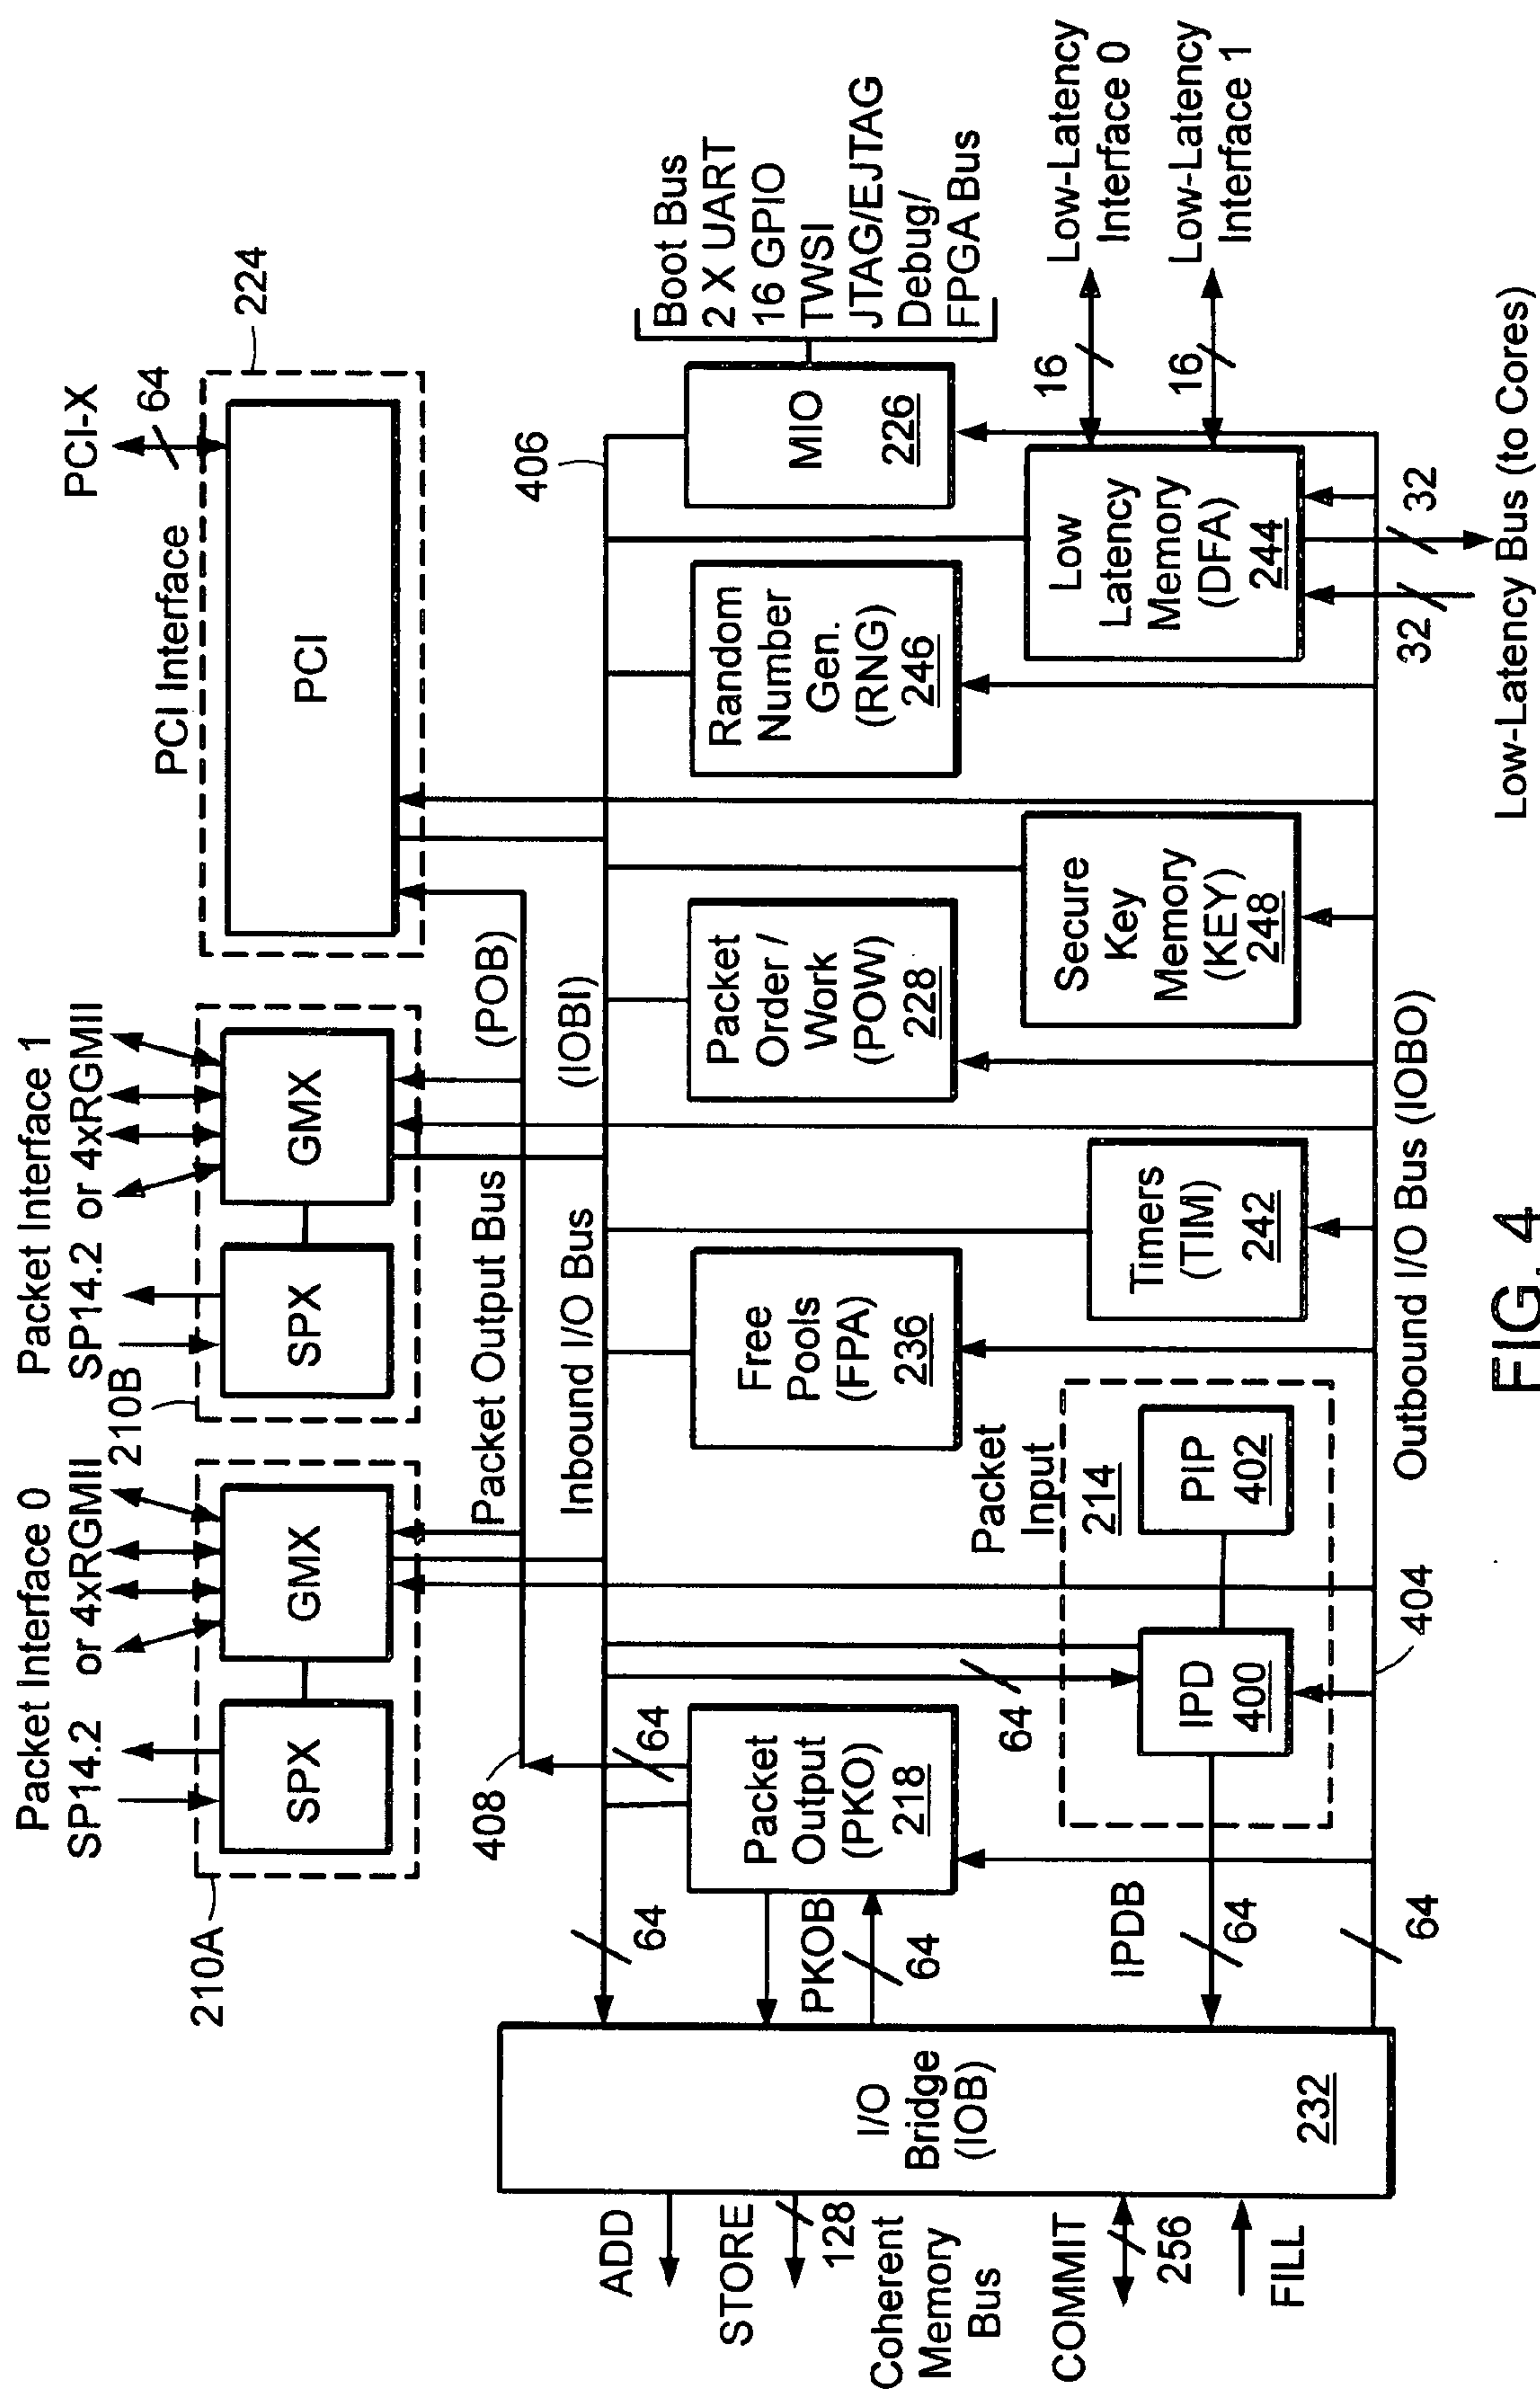 Packet Interface 0
SP14.2 or 4xRGMII
Packet Interface 1
SP14.2 or 4xRGMII
PCI-X
64
PCI Interface
224
210A
SPX
GMX
210B
SPX
GMX
PCI
408
Packet Output Bus
(POB)
406
Inbound I/O Bus
(IOBI)
64
64
ADD
STORE
128
Coherent
Memory
Bus
COMMIT
256
FILL
I/O
Bridge
(IOB)
232
PKOB
64
IPDB
64
64
Packet
Output
(PKO)
218
64
Packet
Input
214
IPD
400
PIP
402
Free
Pools
(FPA)
236
Timers
(TIM)
242
Packet
Order /
Work
(POW)
228
Secure
Key
Memory
(KEY)
248
Random
Number
Gen.
(RNG)
246
Low
Latency
Memory
(DFA)
244
MIO
226
Boot Bus
2 X UART
16 GPIO
TWSI
JTAG/EJTAG
Debug/
FPGA Bus
16
Low-Latency
Interface 0
16
Low-Latency
Interface 1
404
Outbound I/O Bus (IOBO)
32
32
Low-Latency Bus (to Cores)
FIG. 4